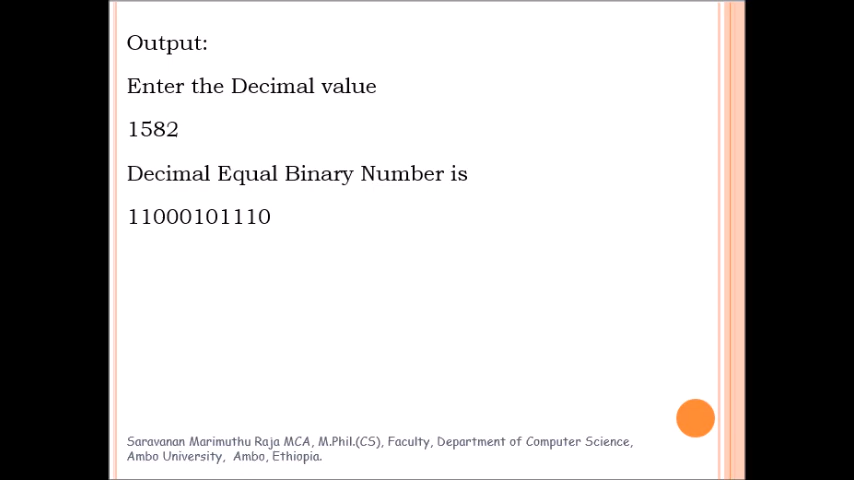 Output:
Enter the Decimal value
1582
Decimal Equal Binary Number is
11000101110
Saravanan Marimuthu Raja MCA, M.Phil.(CS), Faculty, Department of Computer Science,
Ambo University, Ambo, Ethiopia.